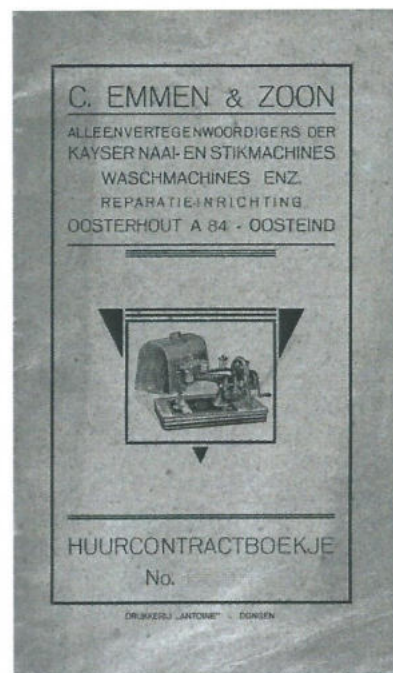 C. EMMEN & ZOON
ALLEENVERTEGENWOORDIGERS DER
KAYSER NAAI- EN STIKMACHINES
WASCHMACHINES ENZ.
REPARATIE-INRICHTING
OOSTERHOUT A 84 - OOSTEIND
HUURCONTRACTBOEKJE
No.
DRUKKERIJ „ANTOINE" - DONGEN